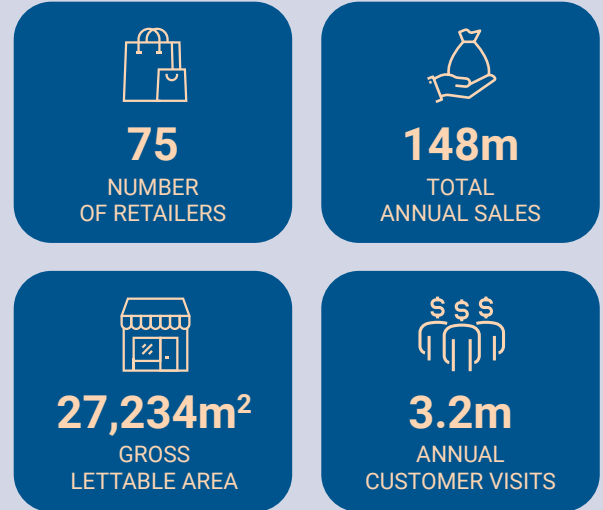 75
NUMBER
OF RETAILERS
148m
TOTAL
ANNUAL SALES
27,234m²
GROSS
LETTABLE AREA
$ $ $
3.2m
ANNUAL
CUSTOMER VISITS